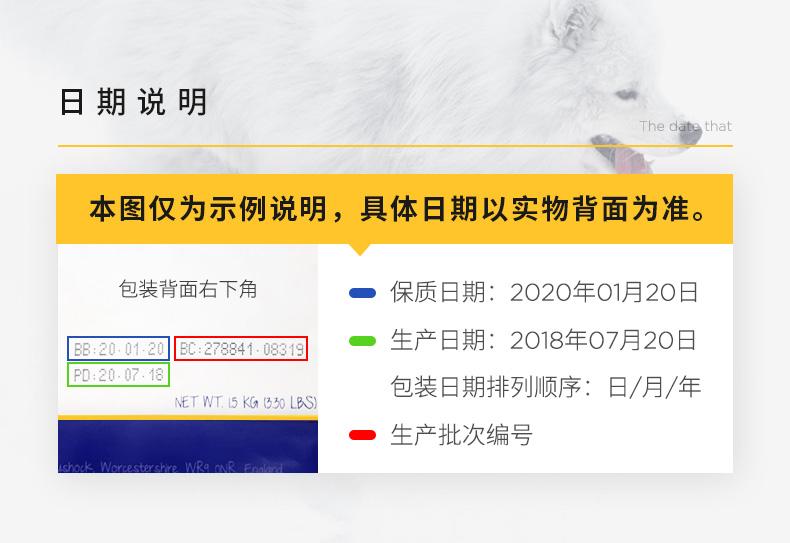 日期说明
The date that
本图仅为示例说明，具体日期以实物背面为准。
包装背面右下角
BB:20·01·20
BC:278841·08319
PD:20·07·18
NET WT. 15 KG (330 LBS)
ushock, Worcestershire, WR9 0NR, England
保质日期：2020年01月20日
生产日期：2018年07月20日
包装日期排列顺序：日/月/年
生产批次编号